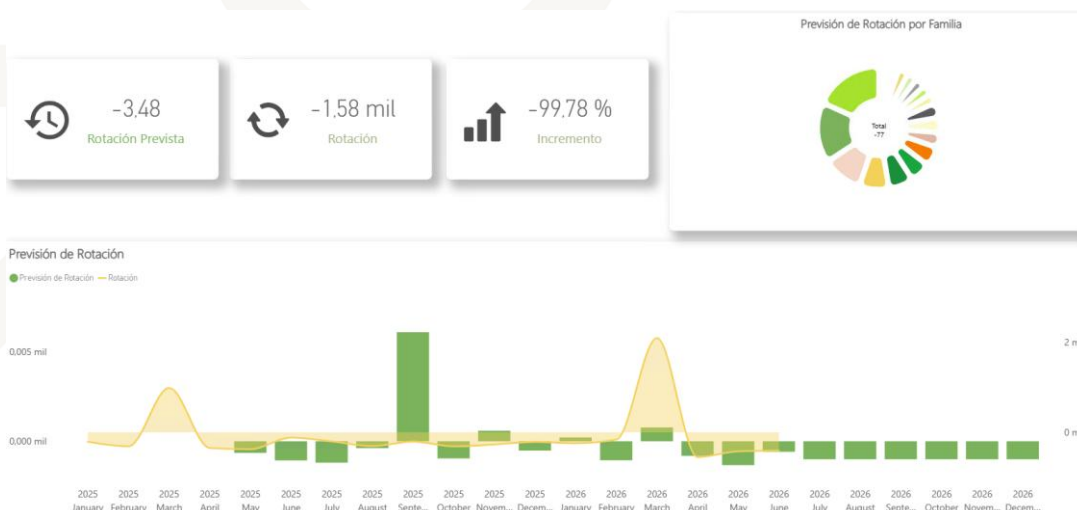 Previsión de Rotación por Familia
-3,48
Rotación Prevista
-1,58 mil
Rotación
-99,78 %
Incremento
Total
-77
Previsión de Rotación
Previsión de Rotación Rotación
0,005 mil
2 m
0,000 mil
0 m
2025 2025 2025 2025 2025 2025 2025 2025 2025 2025 2025 2025 2026 2026 2026 2026 2026 2026 2026 2026 2026 2026 2026 2026
January February March April May June July August Septe... October Novem... Decem... January February March April May June July August Septe... October Novem... Decem...